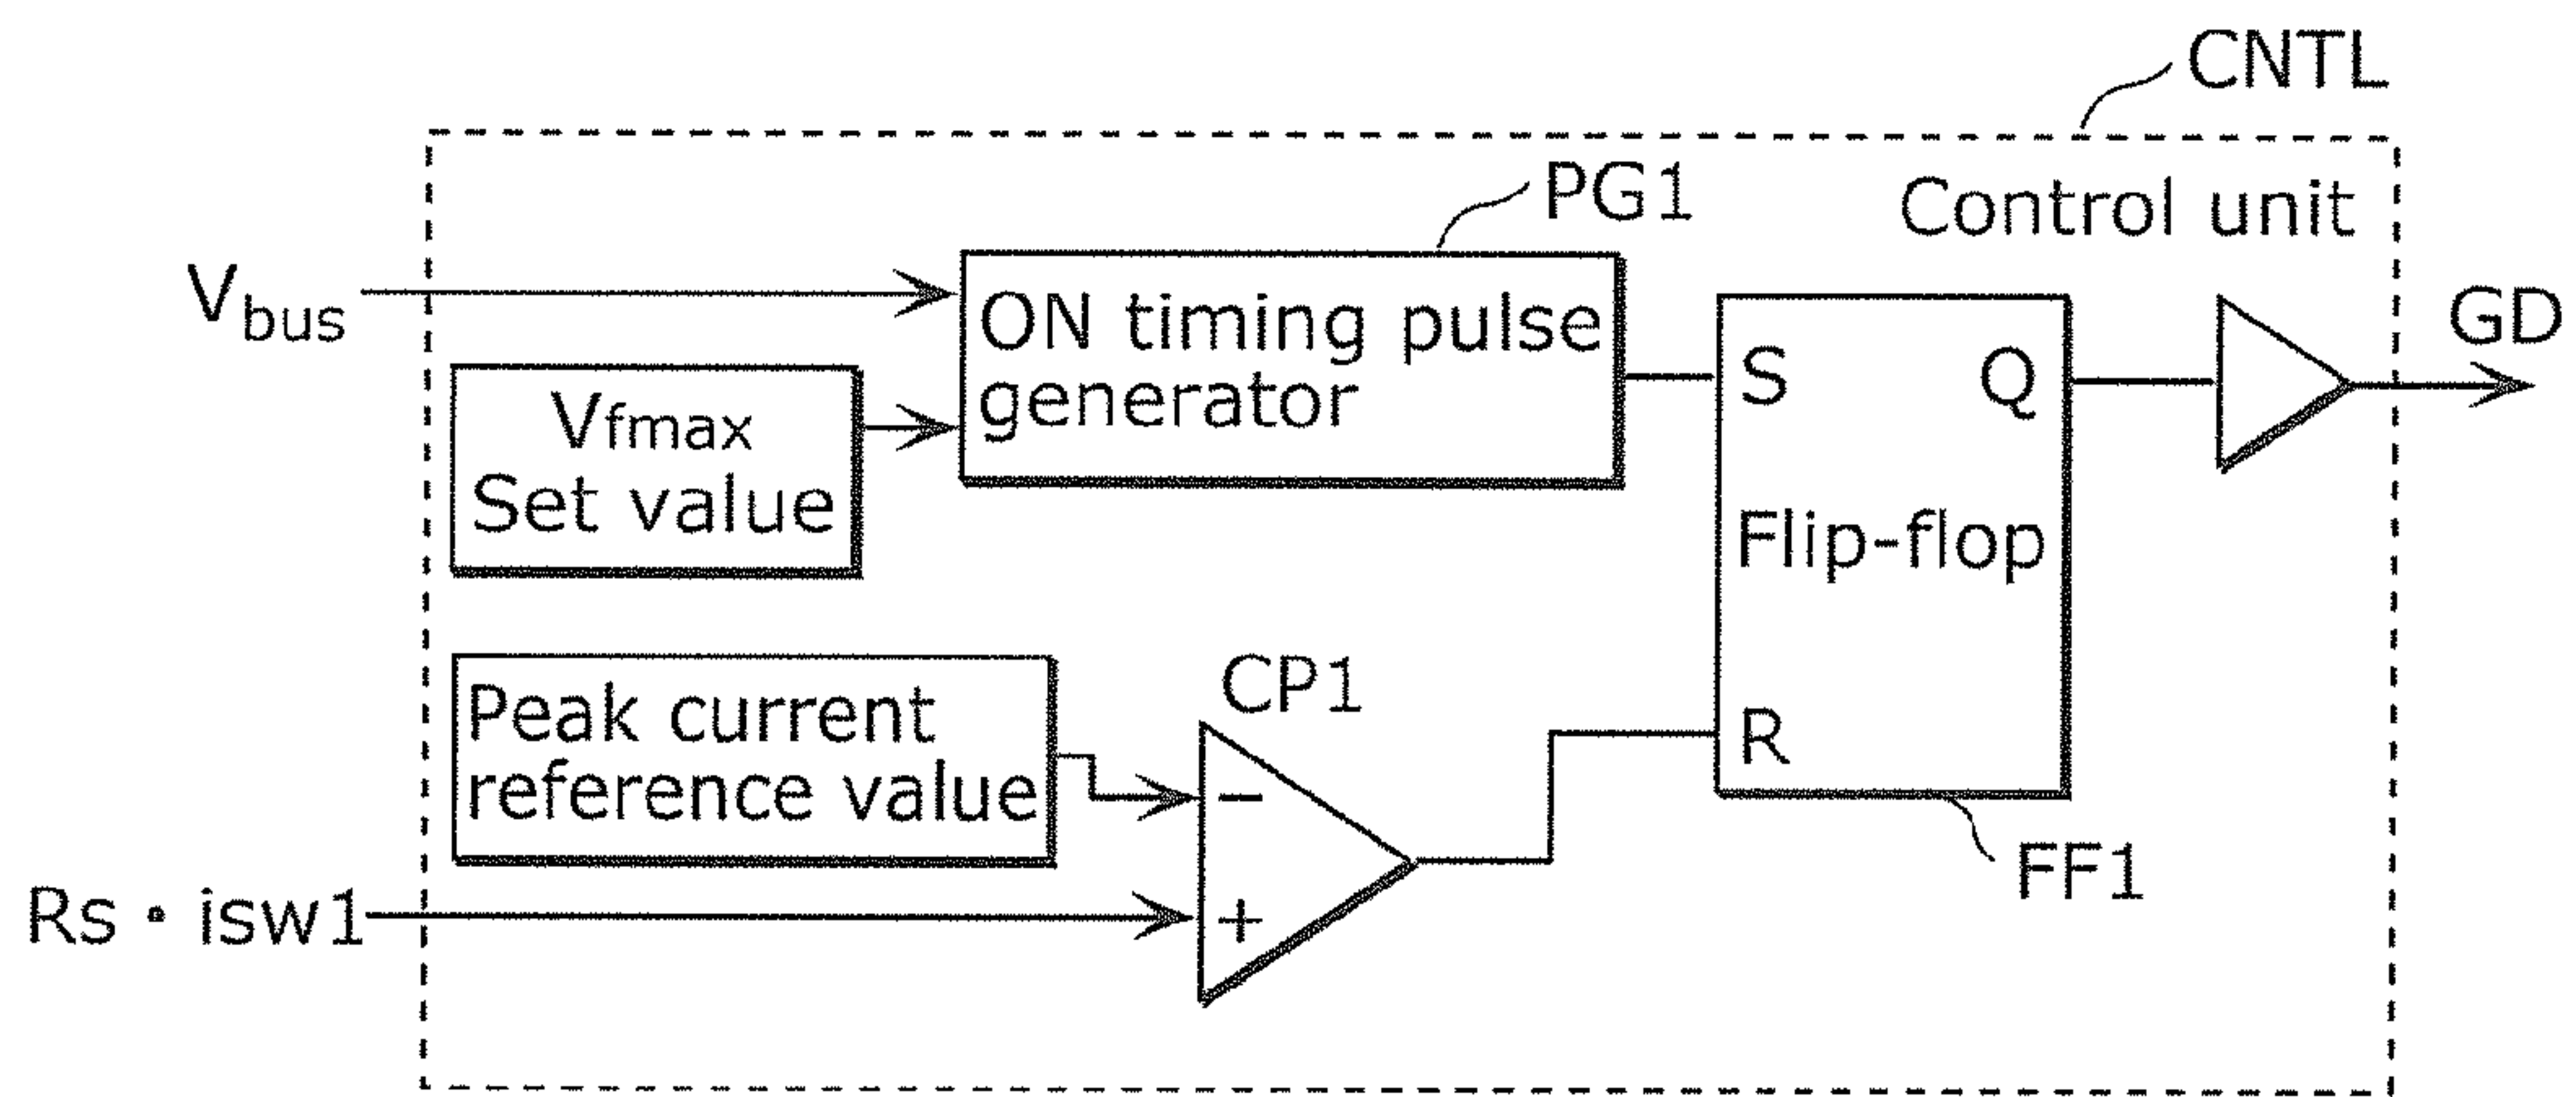 CNTL
PG1
Control unit
Vbus
ON timing pulse
generator
GD
Vfmax
Set value
S
Q
Flip-flop
Peak current
reference value
CP1
R
−
FF1
Rs・isw1
+